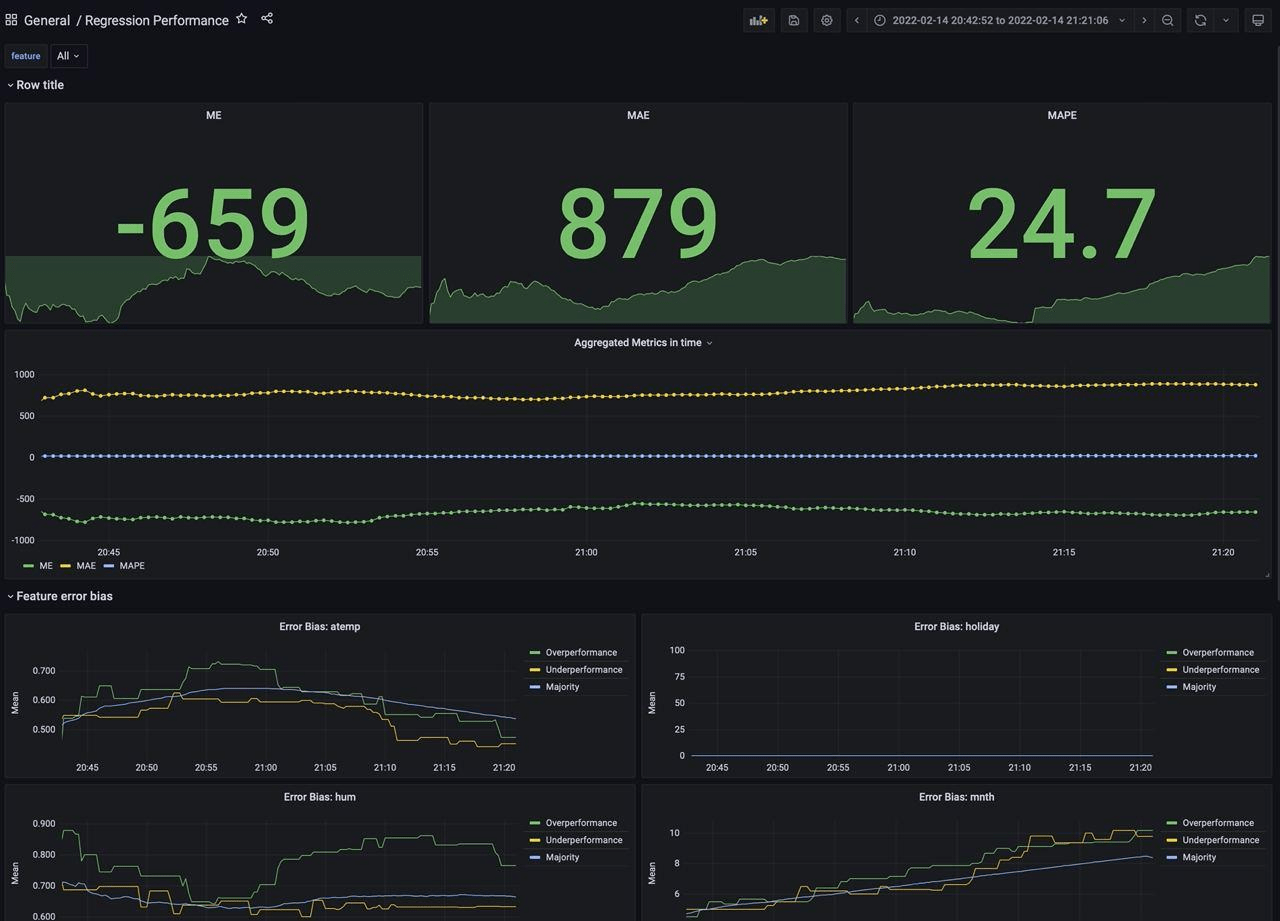 General / Regression Performance
2022-02-14 20:42:52 to 2022-02-14 21:21:06
feature All
Row title
ME
-659
MAE
879
MAPE
24.7
Aggregated Metrics in time
1000
500
0
-500
-1000
20:45 20:50 20:55 21:00 21:05 21:10 21:15 21:20
ME MAE MAPE
Feature error bias
Error Bias: atemp
Mean
0.700
0.600
0.500
20:45 20:50 20:55 21:00 21:05 21:10 21:15 21:20
Overperformance
Underperformance
Majority
Error Bias: holiday
Mean
100
75
50
25
0
20:45 20:50 20:55 21:00 21:05 21:10 21:15 21:20
Overperformance
Underperformance
Majority
Error Bias: hum
Mean
0.900
0.800
0.700
0.600
Overperformance
Underperformance
Majority
Error Bias: mnth
Mean
10
8
6
Overperformance
Underperformance
Majority